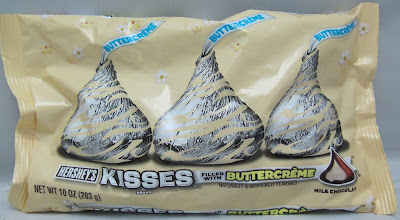 BUTTERCRÈME
BUTTERCRÈME
BUTTERCRÈME
HERSHEY'S KISSES FILLED WITH BUTTERCRÈME
NATURALLY & ARTIFICIALLY FLAVORED
MILK CHOCOLATE
NET WT 10 OZ (283 g)